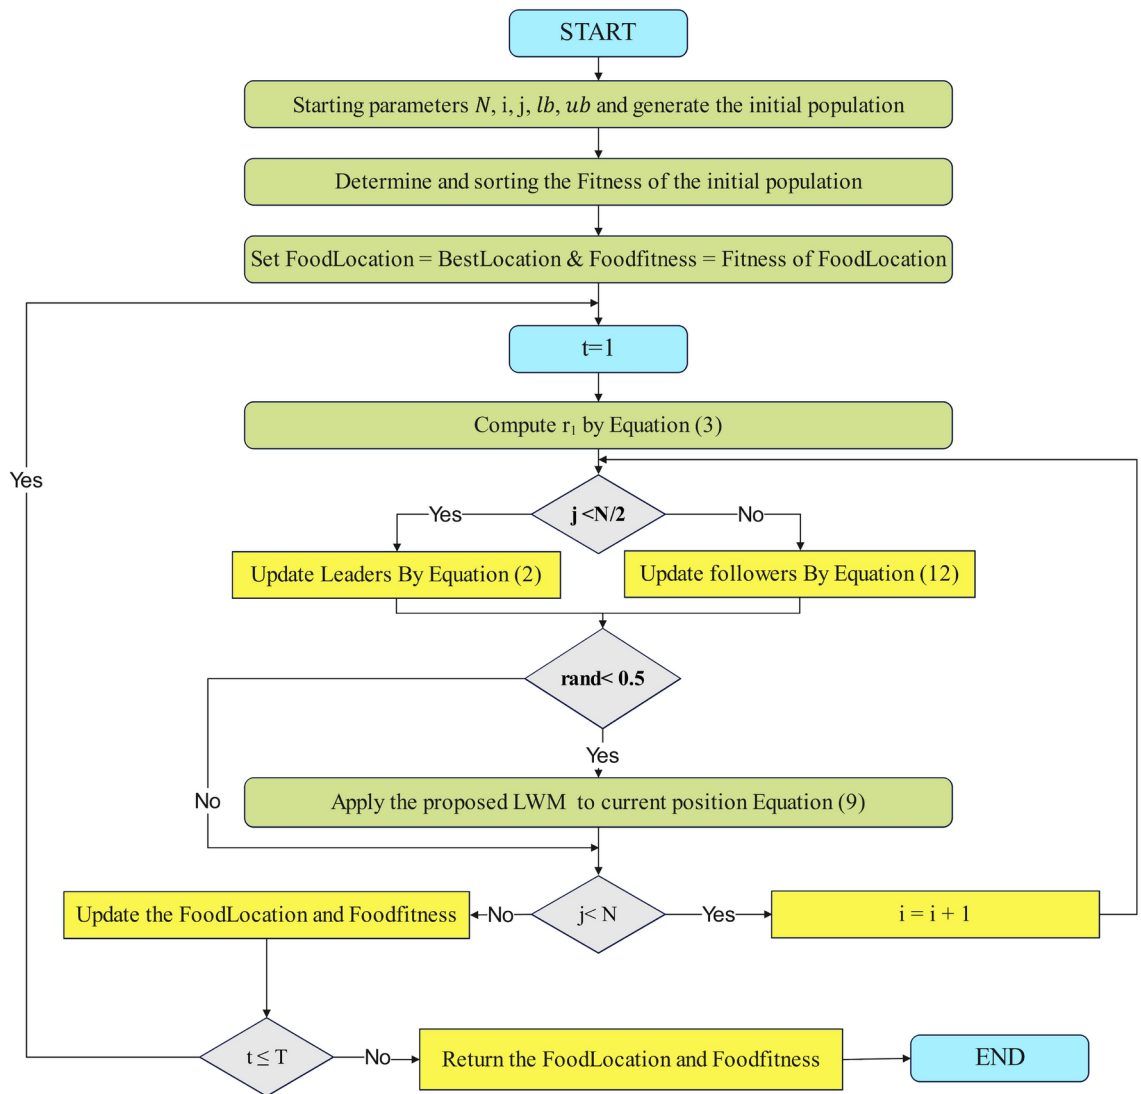 START
Starting parameters N, i, j, lb, ub and generate the initial population
Determine and sorting the Fitness of the initial population
Set FoodLocation = BestLocation & Foodfitness = Fitness of FoodLocation
t=1
Compute r₁ by Equation (3)
Yes
j <N/2
Yes
No
Update Leaders By Equation (2)
Update followers By Equation (12)
rand< 0.5
Yes
No
Apply the proposed LWM to current position Equation (9)
Update the FoodLocation and Foodfitness
No
j< N
Yes
i = i + 1
t ≤ T
No
Return the FoodLocation and Foodfitness
END